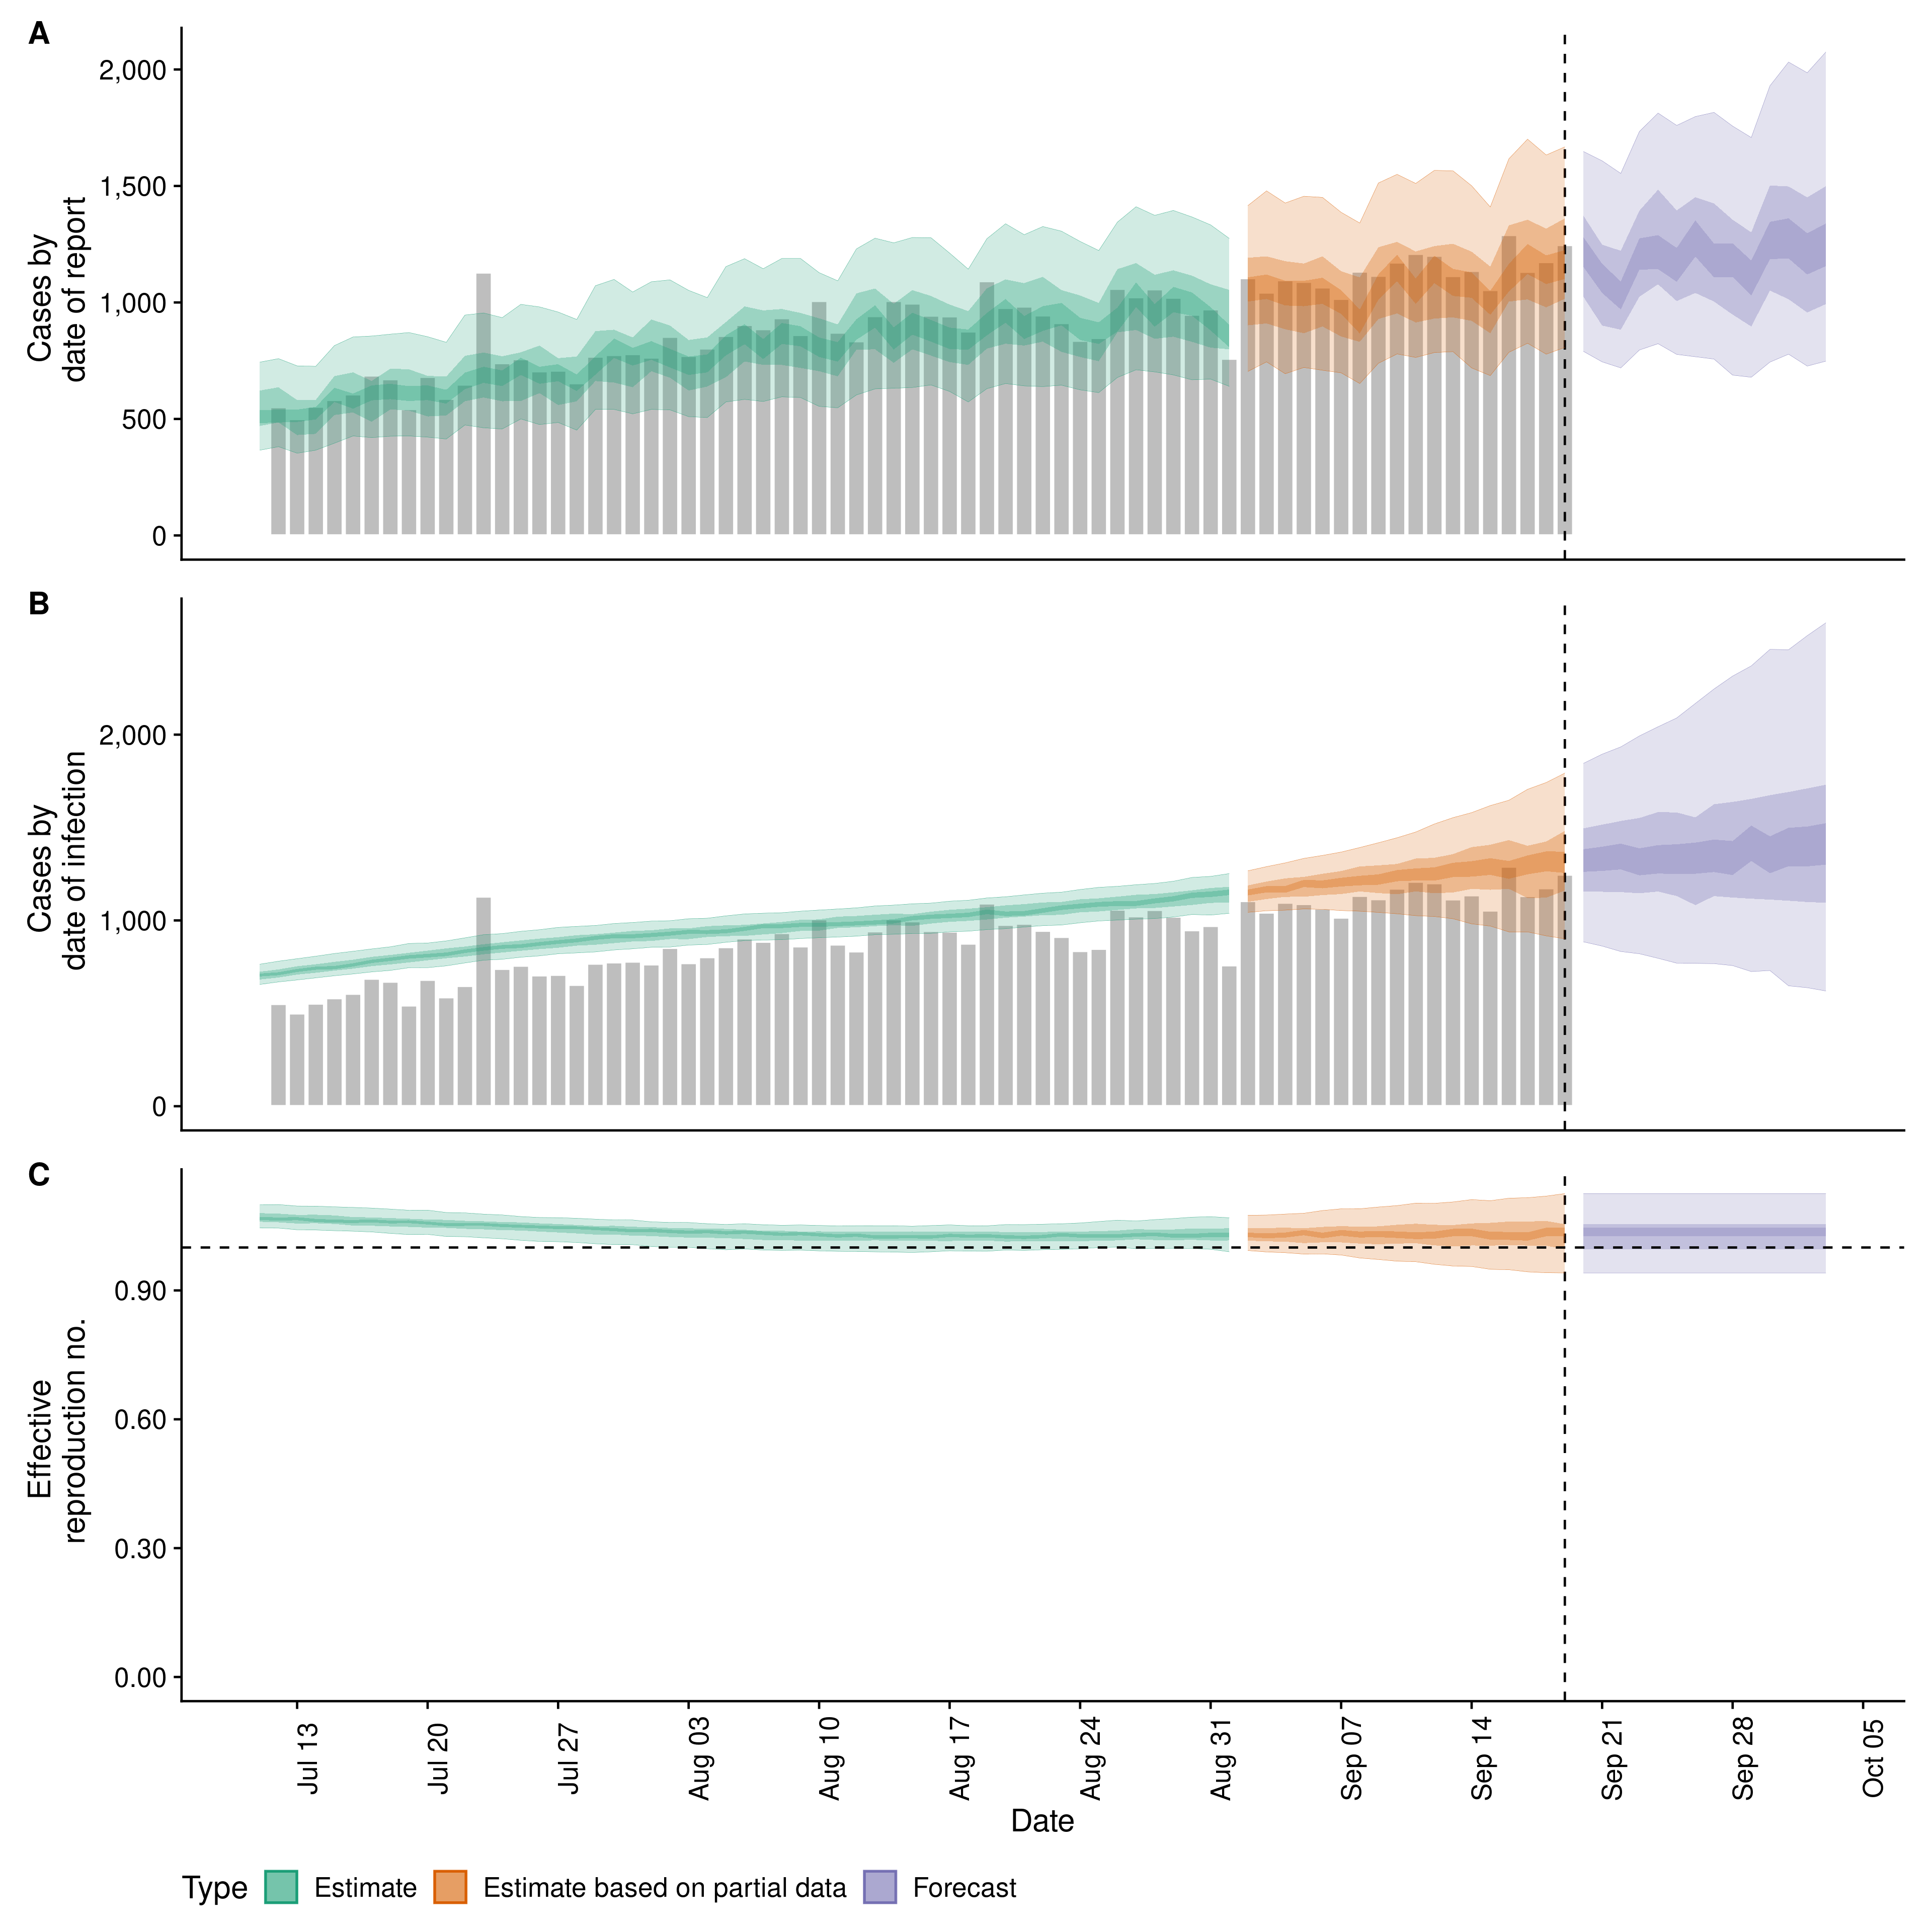 A
Cases by
date of report
2,000
1,500
1,000
500
0
B
Cases by
date of infection
2,000
1,000
0
C
Effective
reproduction no.
0.90
0.60
0.30
0.00
Jul 13
Jul 20
Jul 27
Aug 03
Aug 10
Aug 17
Aug 24
Aug 31
Sep 07
Sep 14
Sep 21
Sep 28
Oct 05
Date
Type Estimate Estimate based on partial data Forecast